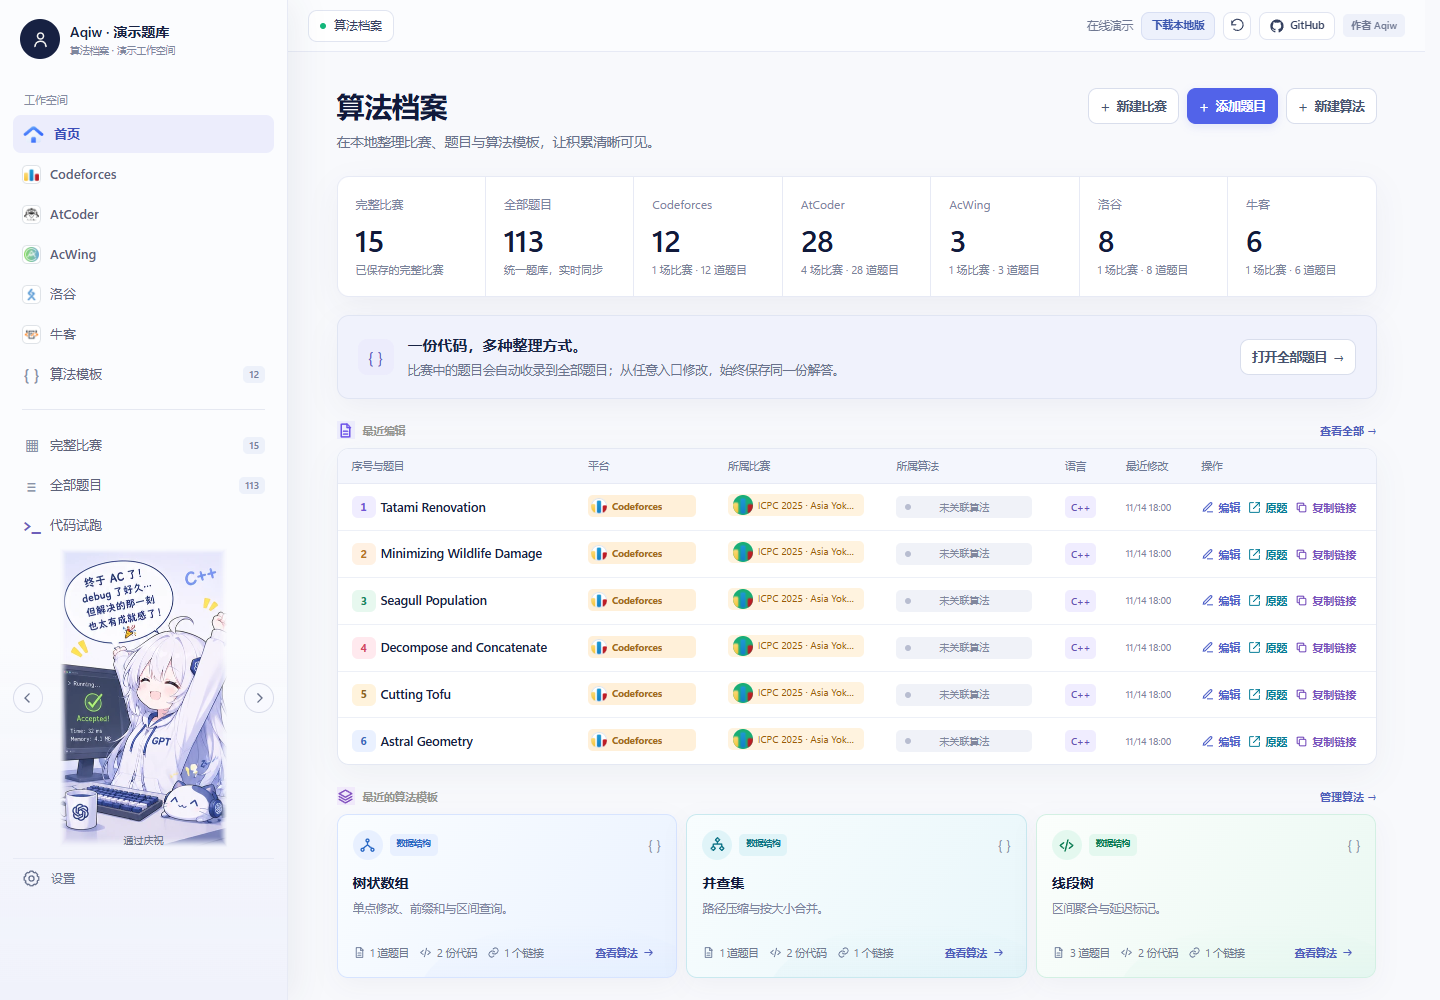 Aqiw · 演示题库
算法档案 · 演示工作空间
工作空间
首页
Codeforces
AtCoder
AcWing
洛谷
牛客
{ } 算法模板 12
完整比赛 15
全部题目 113
>_ 代码试跑
终于 AC 了！
debug 了好久…
但解决的那一刻
也太有成就感了！
C++
> Running...
Accepted!
Time: 32 ms
Memory: 4.3 MB
GPT
通过庆祝
设置
算法档案
在线演示 下载本地版 GitHub 作者 Aqiw
算法档案
在本地整理比赛、题目与算法模板，让积累清晰可见。
+ 新建比赛 + 添加题目 + 新建算法
完整比赛 全部题目 Codeforces AtCoder AcWing 洛谷 牛客
15 113 12 28 3 8 6
已保存的完整比赛 统一题库，实时同步 1 场比赛 · 12 道题目 4 场比赛 · 28 道题目 1 场比赛 · 3 道题目 1 场比赛 · 8 道题目 1 场比赛 · 6 道题目
{ } 一份代码，多种整理方式。
比赛中的题目会自动收录到全部题目；从任意入口修改，始终保存同一份解答。
打开全部题目 →
最近编辑 查看全部 →
序号与题目 平台 所属比赛 所属算法 语言 最近修改 操作
1 Tatami Renovation Codeforces ICPC 2025 · Asia Yok... 未关联算法 C++ 11/14 18:00 编辑 原题 复制链接
2 Minimizing Wildlife Damage Codeforces ICPC 2025 · Asia Yok... 未关联算法 C++ 11/14 18:00 编辑 原题 复制链接
3 Seagull Population Codeforces ICPC 2025 · Asia Yok... 未关联算法 C++ 11/14 18:00 编辑 原题 复制链接
4 Decompose and Concatenate Codeforces ICPC 2025 · Asia Yok... 未关联算法 C++ 11/14 18:00 编辑 原题 复制链接
5 Cutting Tofu Codeforces ICPC 2025 · Asia Yok... 未关联算法 C++ 11/14 18:00 编辑 原题 复制链接
6 Astral Geometry Codeforces ICPC 2025 · Asia Yok... 未关联算法 C++ 11/14 18:00 编辑 原题 复制链接
最近的算法模板 管理算法 →
数据结构 { }
树状数组
单点修改、前缀和与区间查询。
1 道题目 2 份代码 1 个链接 查看算法 →
数据结构 { }
并查集
路径压缩与按大小合并。
1 道题目 2 份代码 1 个链接 查看算法 →
数据结构 { }
线段树
区间聚合与延迟标记。
3 道题目 2 份代码 1 个链接 查看算法 →